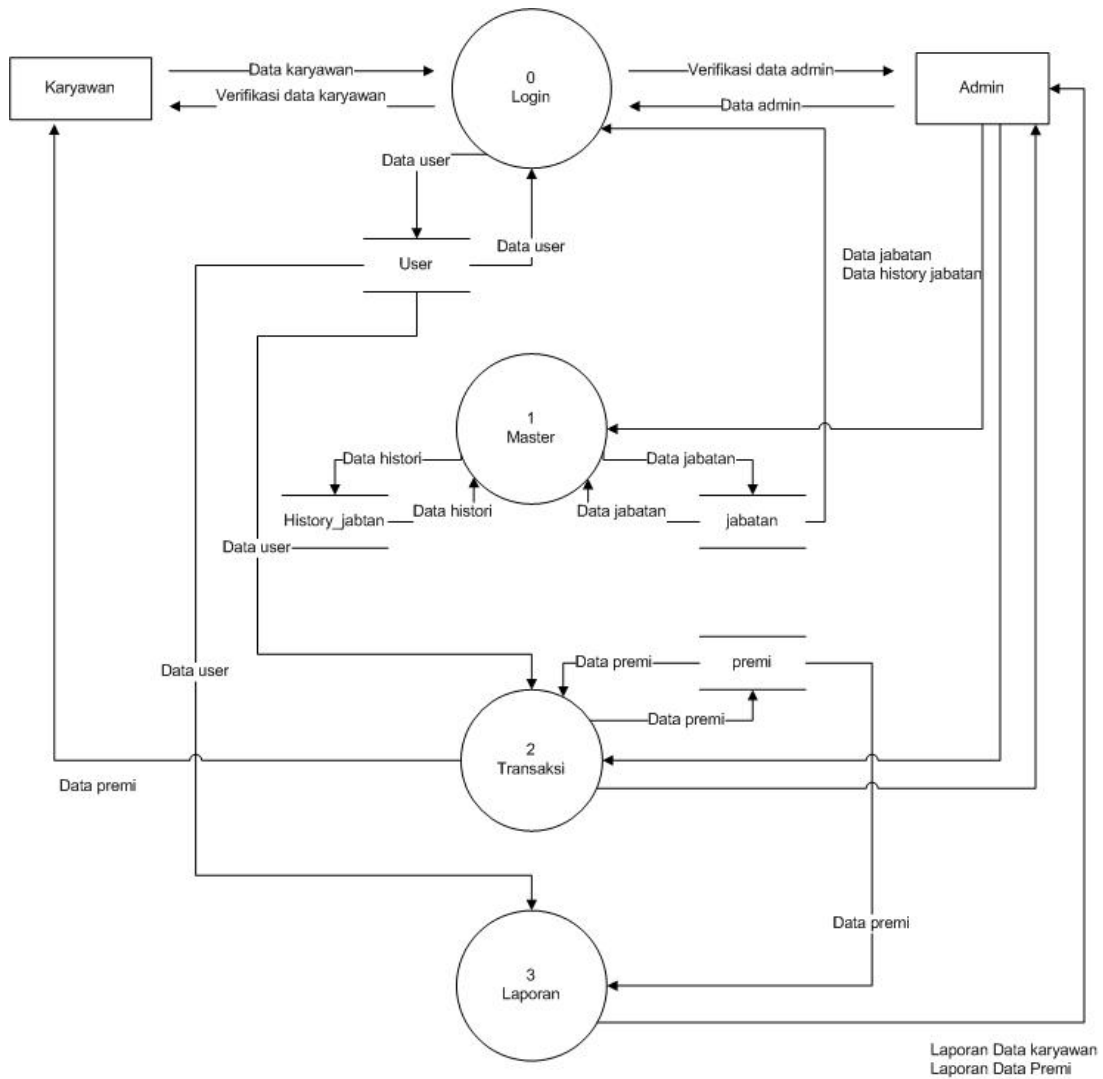 Karyawan
Data karyawan
Verifikasi data karyawan
0
Login
Verifikasi data admin
Data admin
Admin
Data user
Data user
User
Data jabatan
Data history jabatan
1
Master
Data histori
Data jabatan
History_jabtan
Data histori
Data jabatan
jabatan
Data user
Data user
Data premi
premi
Data premi
2
Transaksi
Data premi
Data premi
3
Laporan
Laporan Data karyawan
Laporan Data Premi